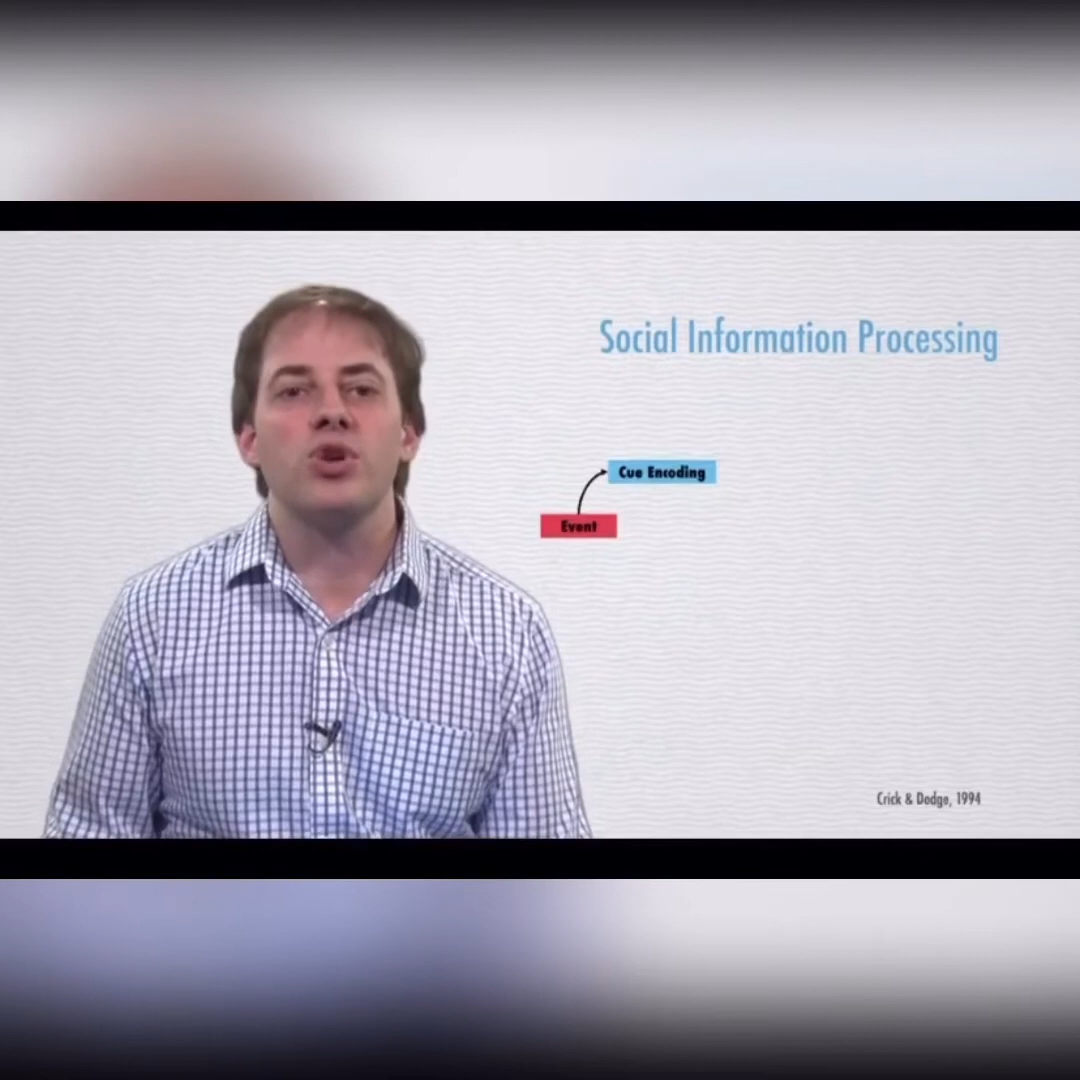 Social Information Processing
Cue Encoding
Event
Crick & Dodge, 1994